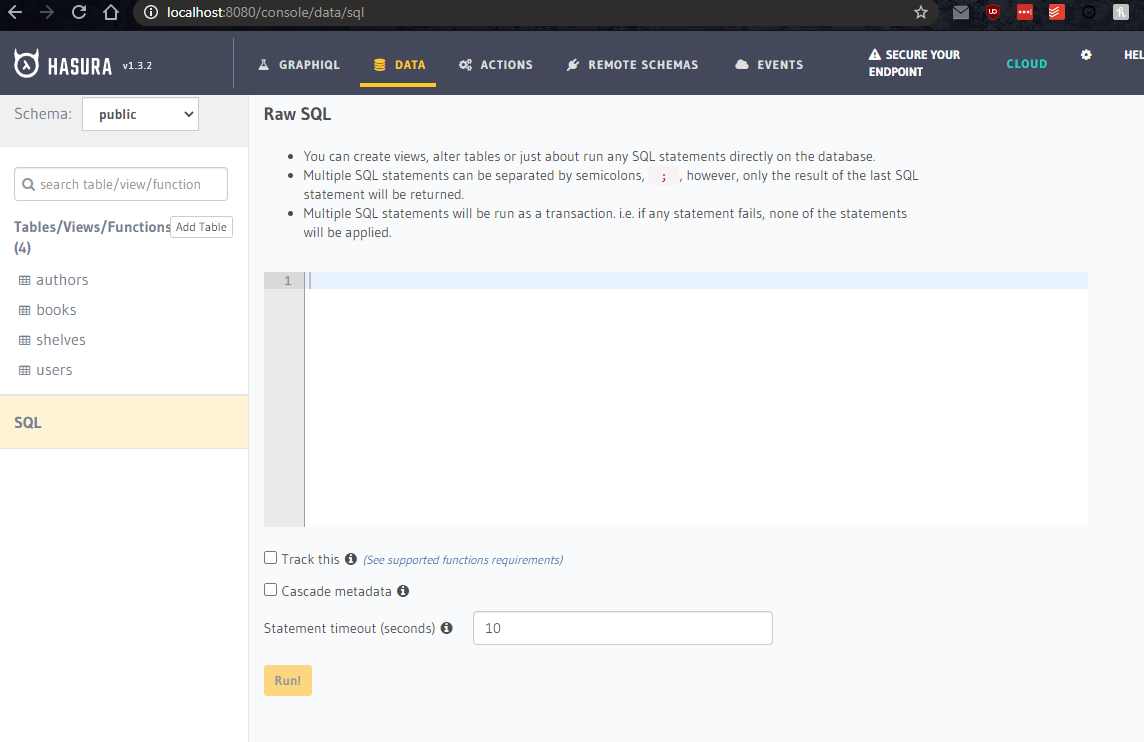 localhost:8080/console/data/sql
HASURA v1.3.2
GRAPHIQL
DATA
ACTIONS
REMOTE SCHEMAS
EVENTS
SECURE YOUR
ENDPOINT
CLOUD
HEL
Schema: public
search table/view/function
Tables/Views/Functions
(4)
Add Table
authors
books
shelves
users
SQL
Raw SQL
You can create views, alter tables or just about run any SQL statements directly on the database.
Multiple SQL statements can be separated by semicolons, ; , however, only the result of the last SQL
statement will be returned.
Multiple SQL statements will be run as a transaction. i.e. if any statement fails, none of the statements
will be applied.
1
Track this (See supported functions requirements)
Cascade metadata
Statement timeout (seconds) 10
Run!